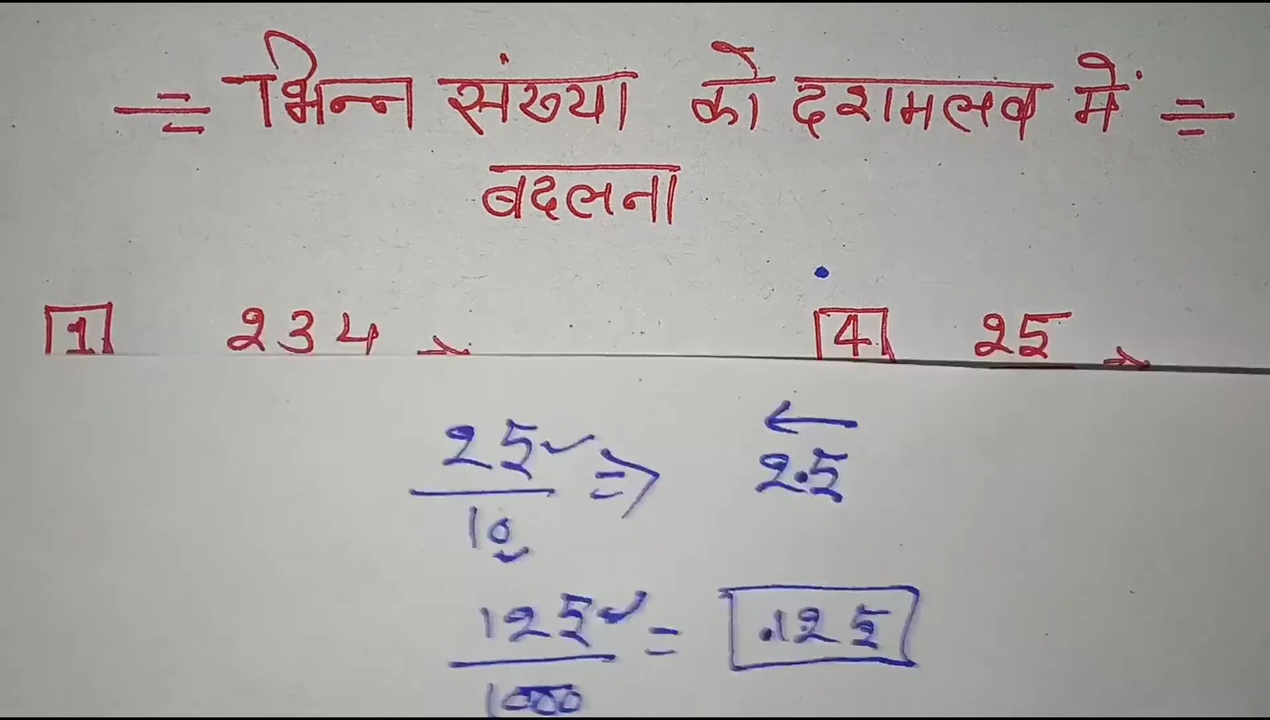 = भिन्न संख्या को दशमलव में =
बदलना
1 234 →
4 25 →
25 ✓ ⇒ 2.5
10
125 ✓ = .125
1000